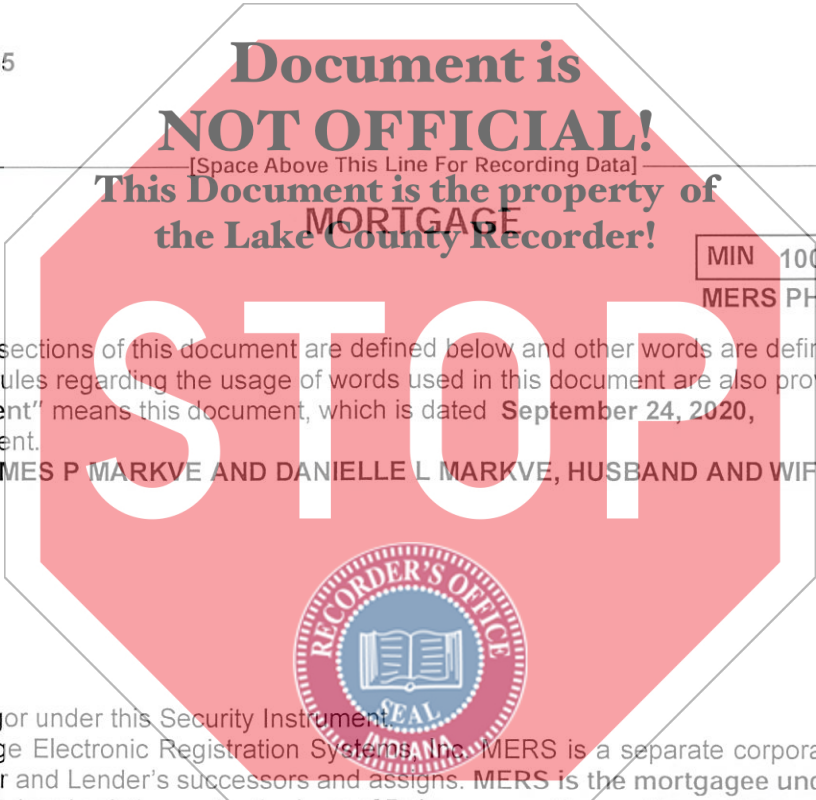 5
Document is
NOT OFFICIAL!
[Space Above This Line For Recording Data]
This Document is the property of
MORTGAGE
the Lake County Recorder!
MIN 100
MERS PH
STOP
sections of this document are defined below and other words are defin
ules regarding the usage of words used in this document are also prov
ent" means this document, which is dated September 24, 2020,
ent.
MES P MARKVE AND DANIELLE L MARKVE, HUSBAND AND WIF
RECORDER'S OFFICE
SEAL
INDIANA
gor under this Security Instrument.
ge Electronic Registration Systems, Inc. MERS is a separate corpora
r and Lender's successors and assigns. MERS is the mortgagee und